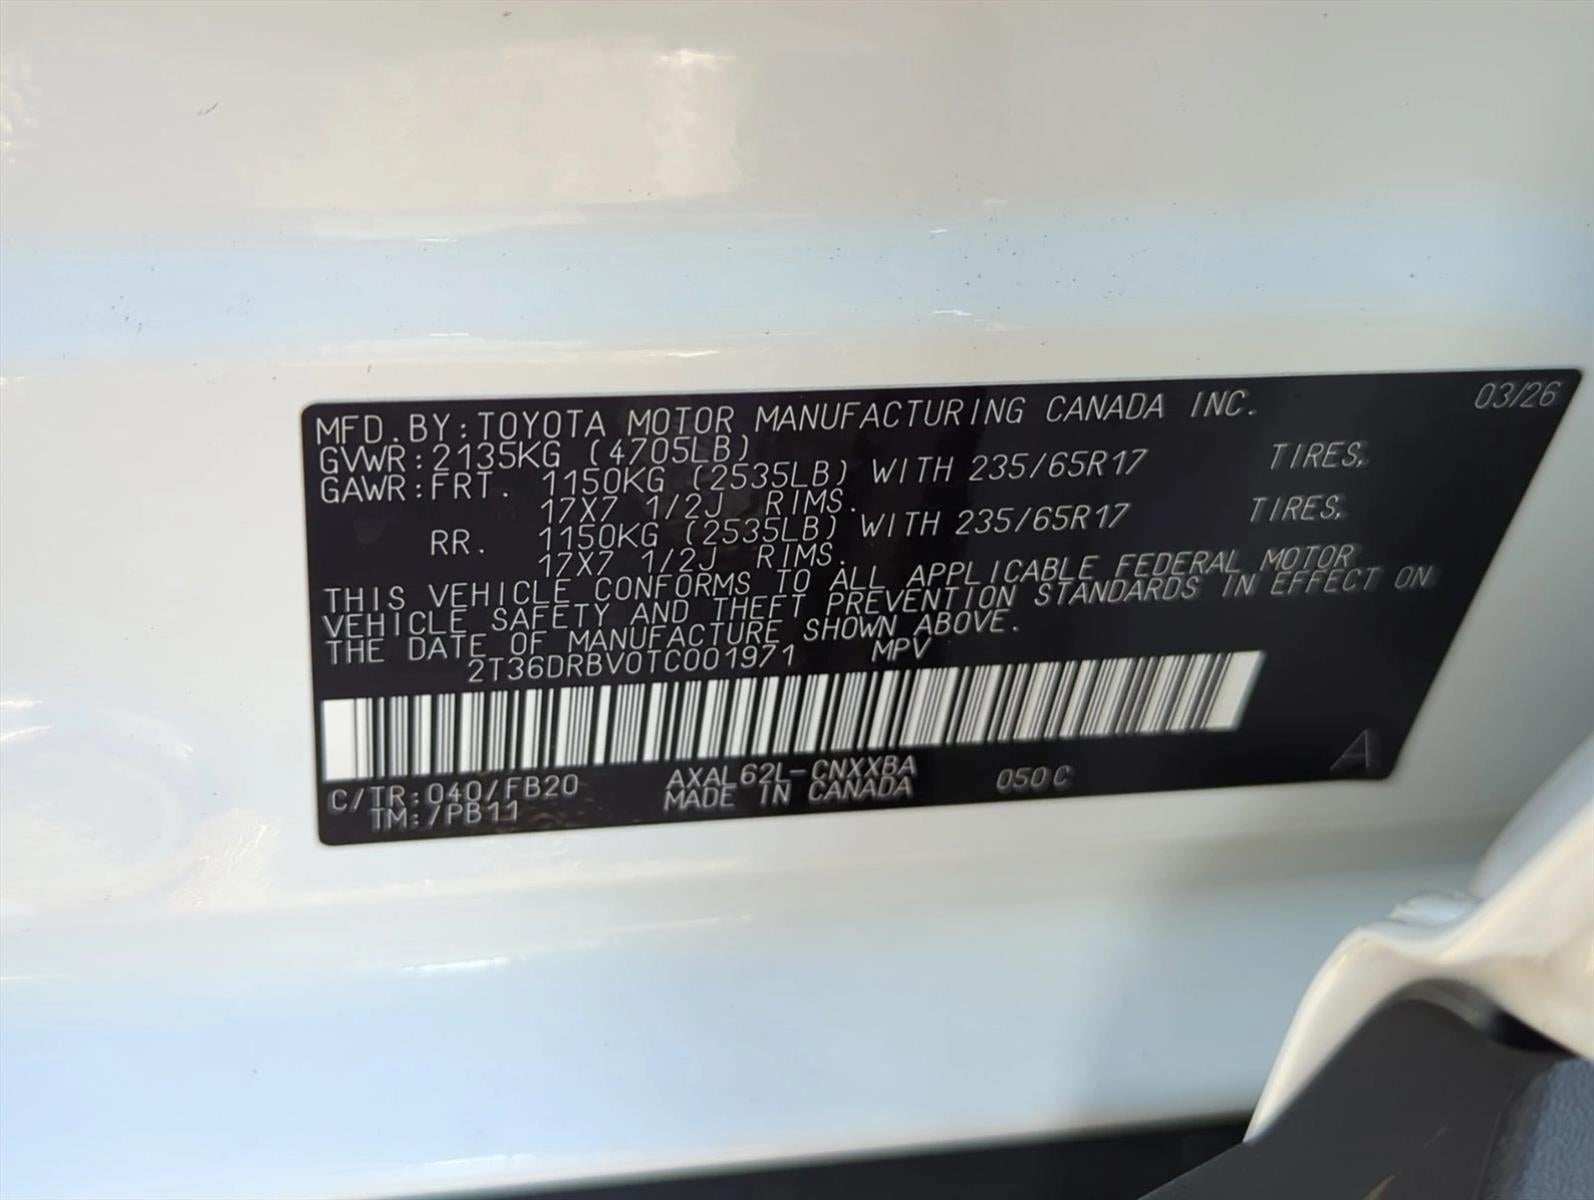 MFD.BY:TOYOTA MOTOR MANUFACTURING CANADA INC. 03/26
GVWR:2135KG (4705LB)
GAWR:FRT. 1150KG (2535LB) WITH 235/65R17 TIRES,
17X7 1/2J RIMS.
RR. 1150KG (2535LB) WITH 235/65R17 TIRES,
17X7 1/2J RIMS.
THIS VEHICLE CONFORMS TO ALL APPLICABLE FEDERAL MOTOR
VEHICLE SAFETY AND THEFT PREVENTION STANDARDS IN EFFECT ON
THE DATE OF MANUFACTURE SHOWN ABOVE.
2T36DRBV0TC001971 MPV
C/TR:040/FB20 AXAL62L-CNXXBA 050C A
TM:/PB11 MADE IN CANADA